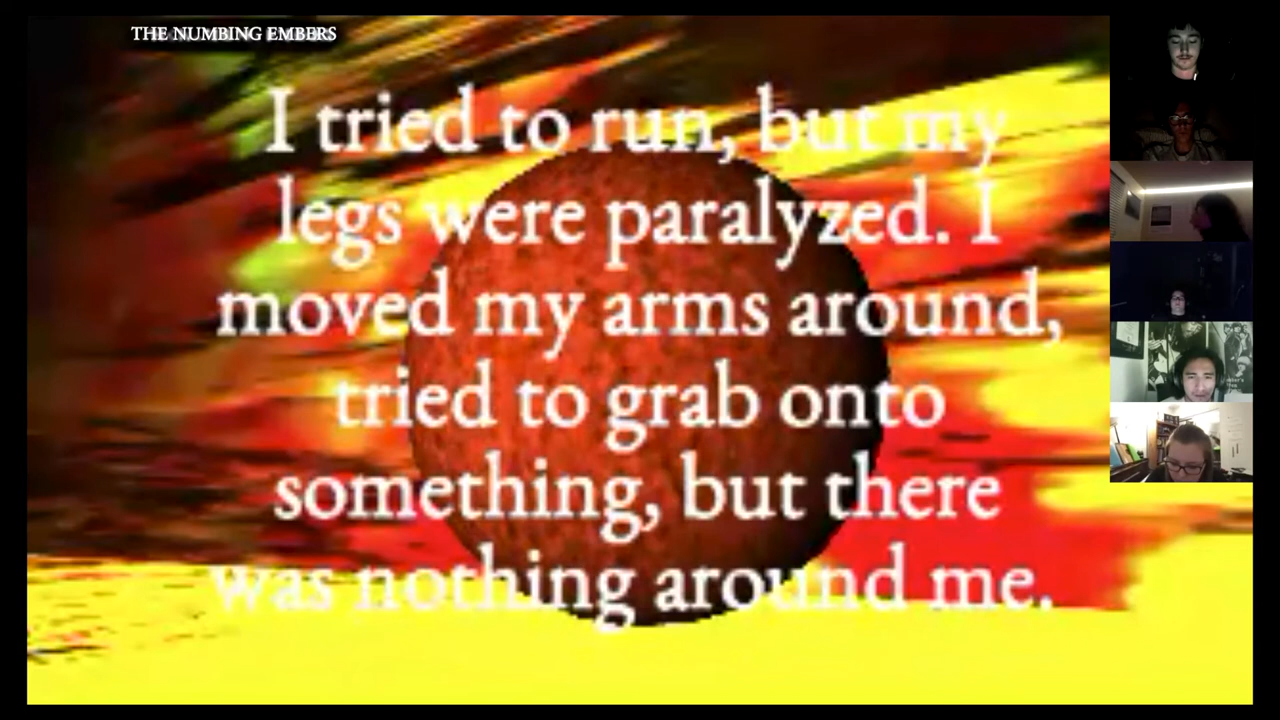 THE NUMBING EMBERS
I tried to run, but my
legs were paralyzed. I
moved my arms around,
tried to grab onto
something, but there
was nothing around me.